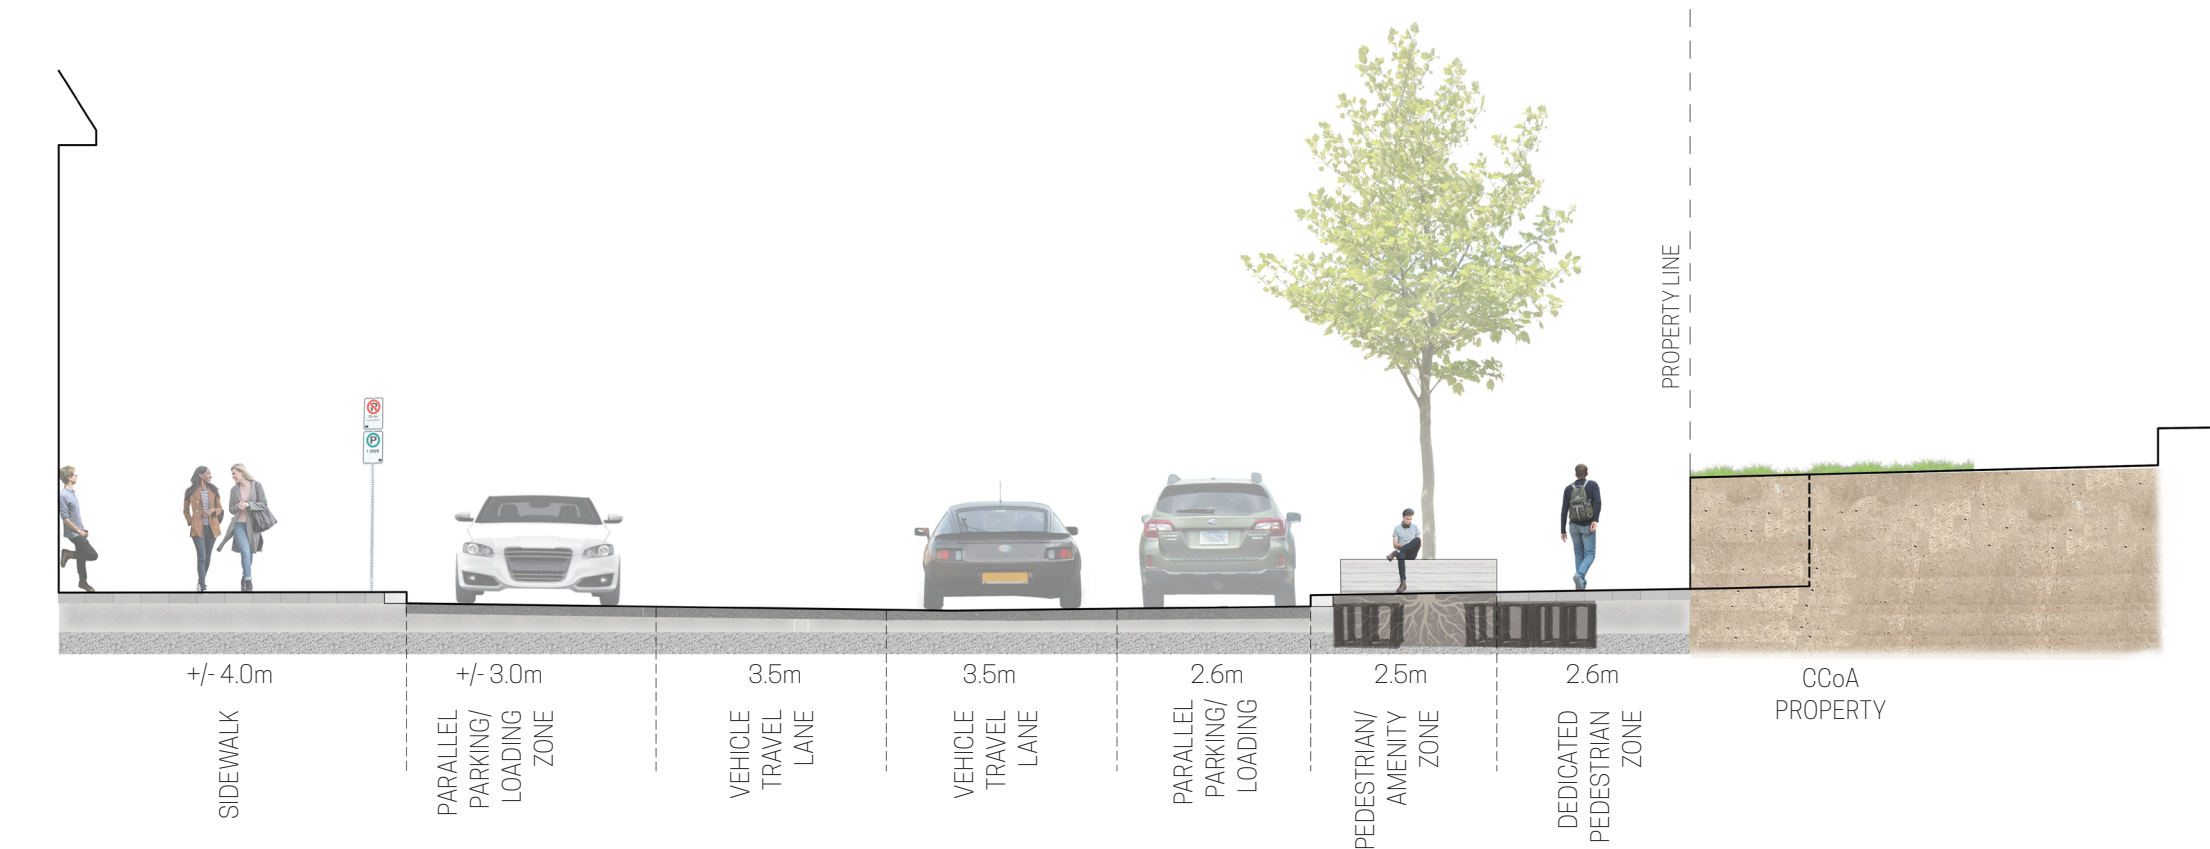 PROPERTY LINE
P
1 HOUR
+/- 4.0m
+/- 3.0m
3.5m
3.5m
2.6m
2.5m
2.6m
CCoA
PROPERTY
SIDEWALK
PARALLEL
PARKING/
LOADING
ZONE
VEHICLE
TRAVEL
LANE
VEHICLE
TRAVEL
LANE
PARALLEL
PARKING/
LOADING
PEDESTRIAN/
AMENITY
ZONE
DEDICATED
PEDESTRIAN
ZONE